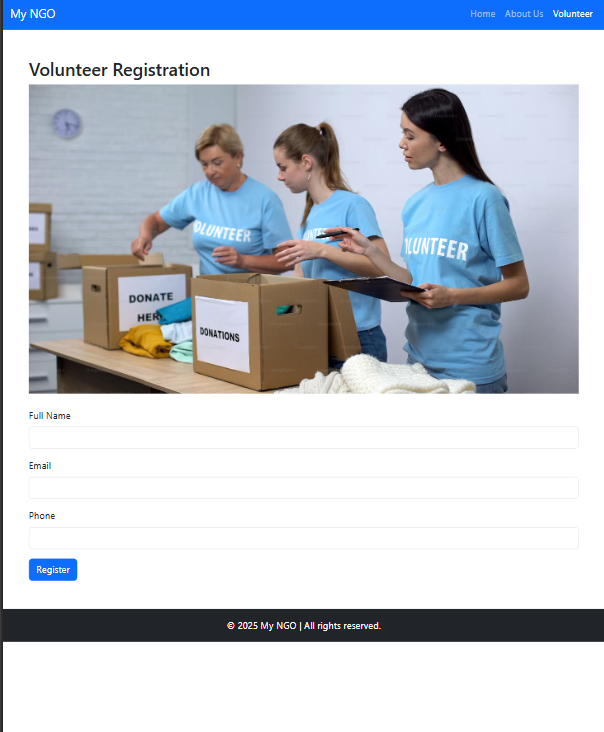 My NGO
Home About Us Volunteer
Volunteer Registration
VOLUNTEER
VOLUNTEER
DONATE
HERE
DONATIONS
Full Name
Email
Phone
Register
© 2025 My NGO | All rights reserved.